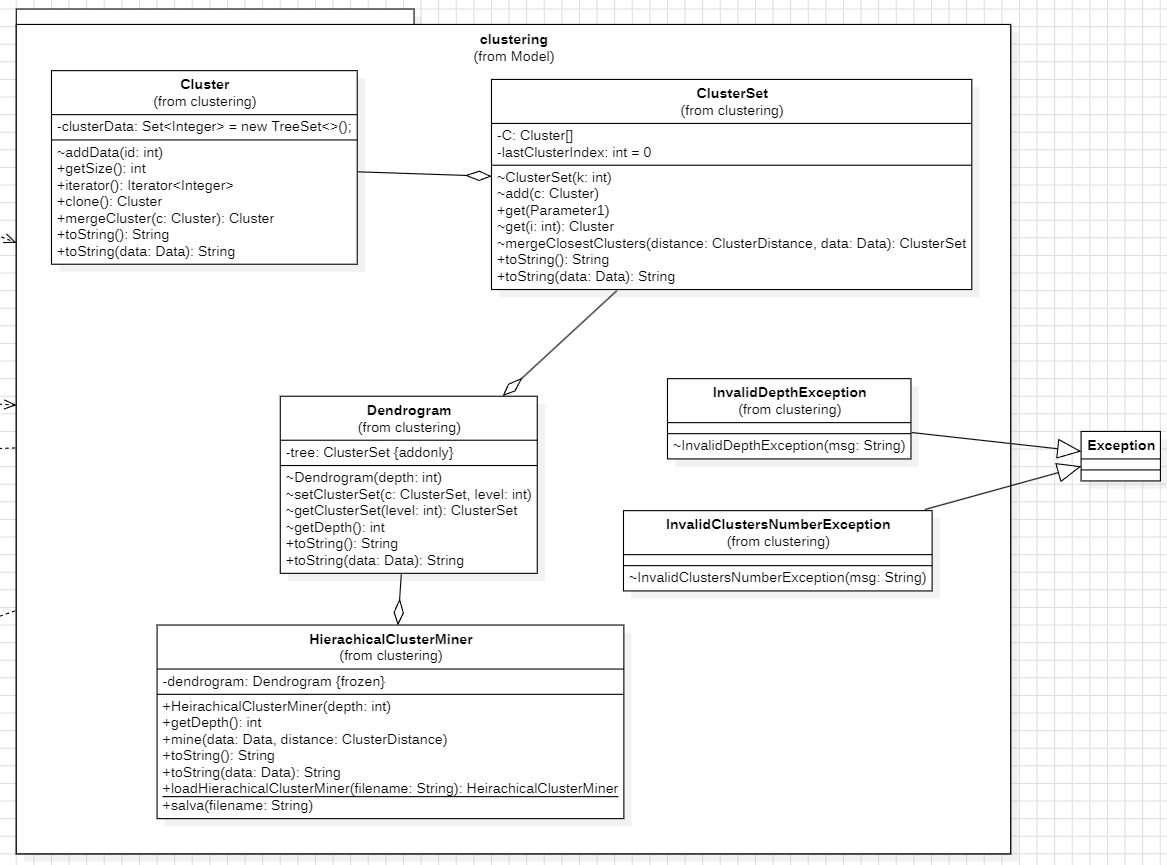 clustering
(from Model)
Cluster
(from clustering)
-clusterData: Set<Integer> = new TreeSet<>();
~addData(id: int)
+getSize(): int
+iterator(): Iterator<Integer>
+clone(): Cluster
+mergeCluster(c: Cluster): Cluster
+toString(): String
+toString(data: Data): String
ClusterSet
(from clustering)
-C: Cluster[]
-lastClusterIndex: int = 0
~ClusterSet(k: int)
~add(c: Cluster)
+get(Parameter1)
~get(i: int): Cluster
~mergeClosestClusters(distance: ClusterDistance, data: Data): ClusterSet
+toString(): String
+toString(data: Data): String
Dendrogram
(from clustering)
-tree: ClusterSet {addonly}
~Dendrogram(depth: int)
~setClusterSet(c: ClusterSet, level: int)
~getClusterSet(level: int): ClusterSet
~getDepth(): int
+toString(): String
+toString(data: Data): String
InvalidDepthException
(from clustering)
~InvalidDepthException(msg: String)
Exception
InvalidClustersNumberException
(from clustering)
~InvalidClustersNumberException(msg: String)
HierachicalClusterMiner
(from clustering)
-dendrogram: Dendrogram {frozen}
+HeirachicalClusterMiner(depth: int)
+getDepth(): int
+mine(data: Data, distance: ClusterDistance)
+toString(): String
+toString(data: Data): String
+loadHierachicalClusterMiner(filename: String): HeirachicalClusterMiner
+salva(filename: String)